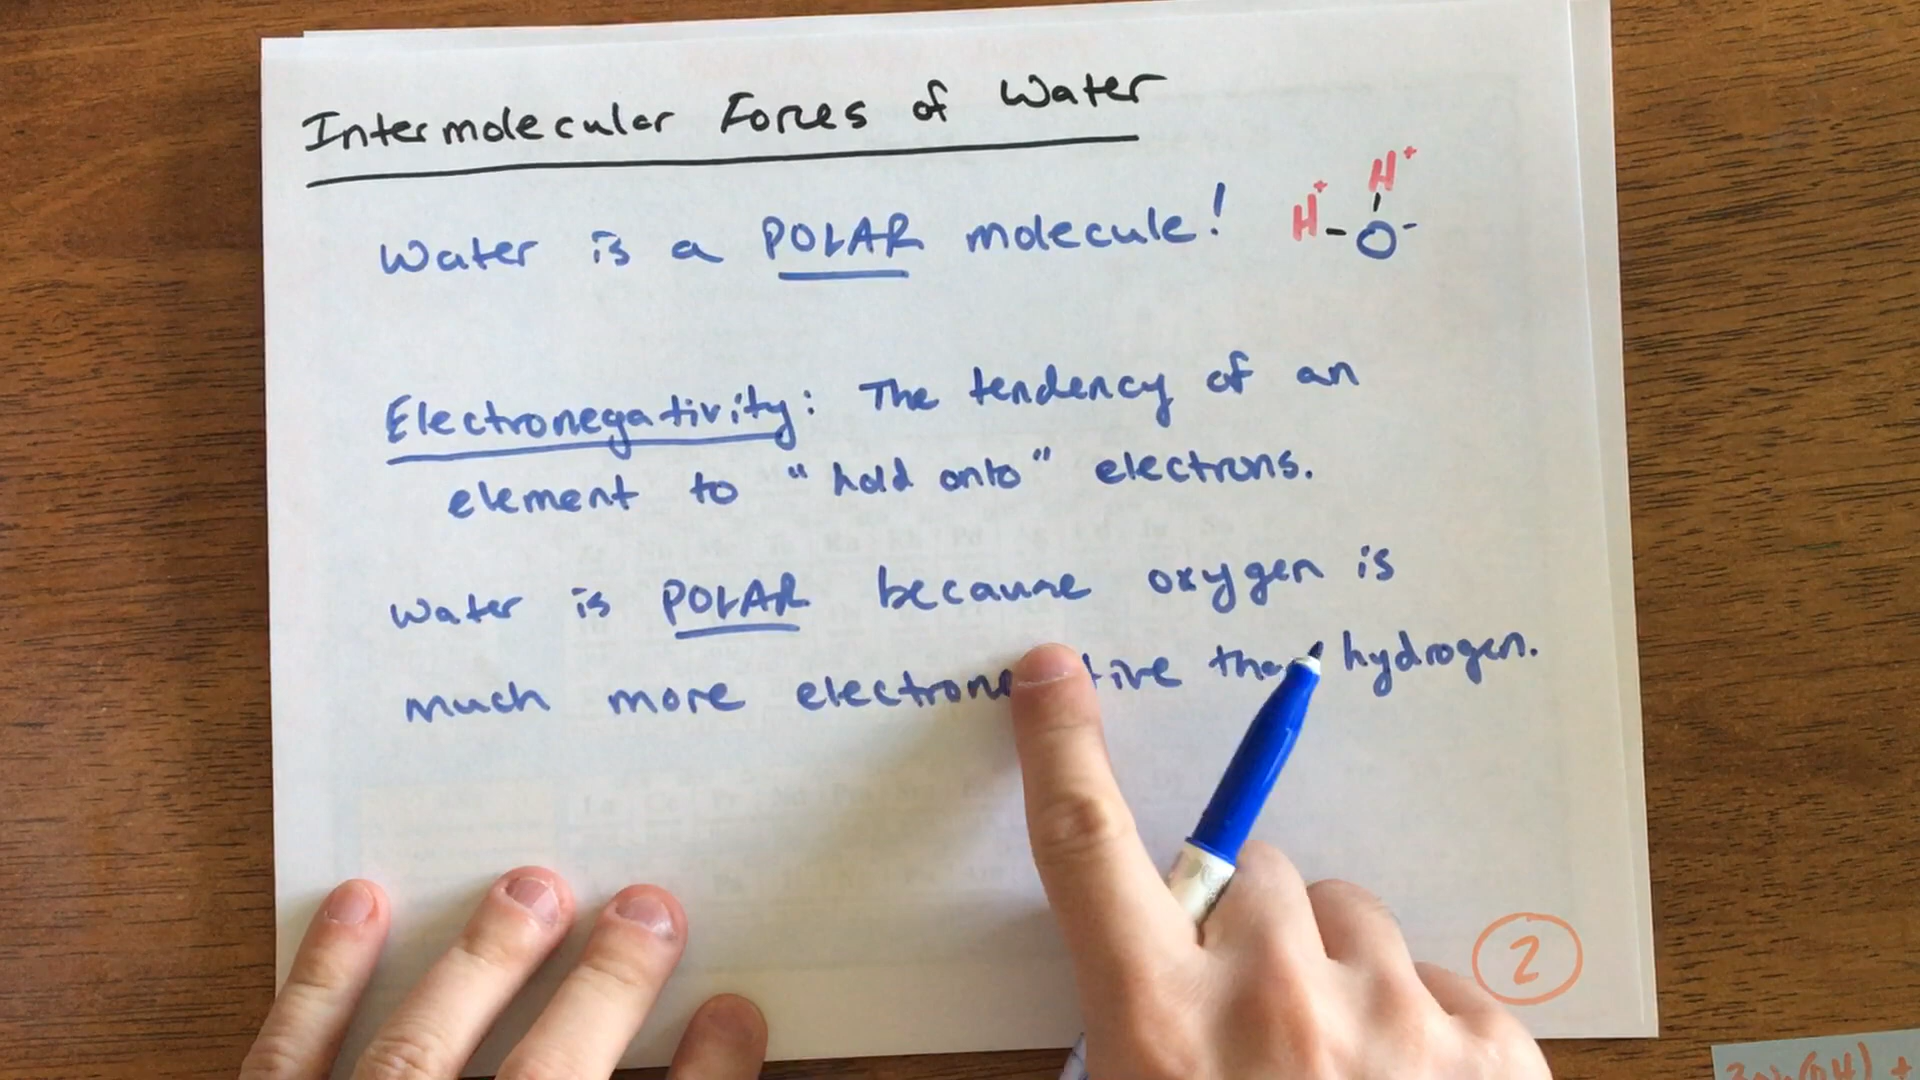 Intermolecular Forces of Water
Water is a POLAR molecule!
H+
H+ - O-
Electronegativity: The tendency of an
element to "hold onto" electrons.
Water is POLAR because oxygen is
much more hydrogen.
2